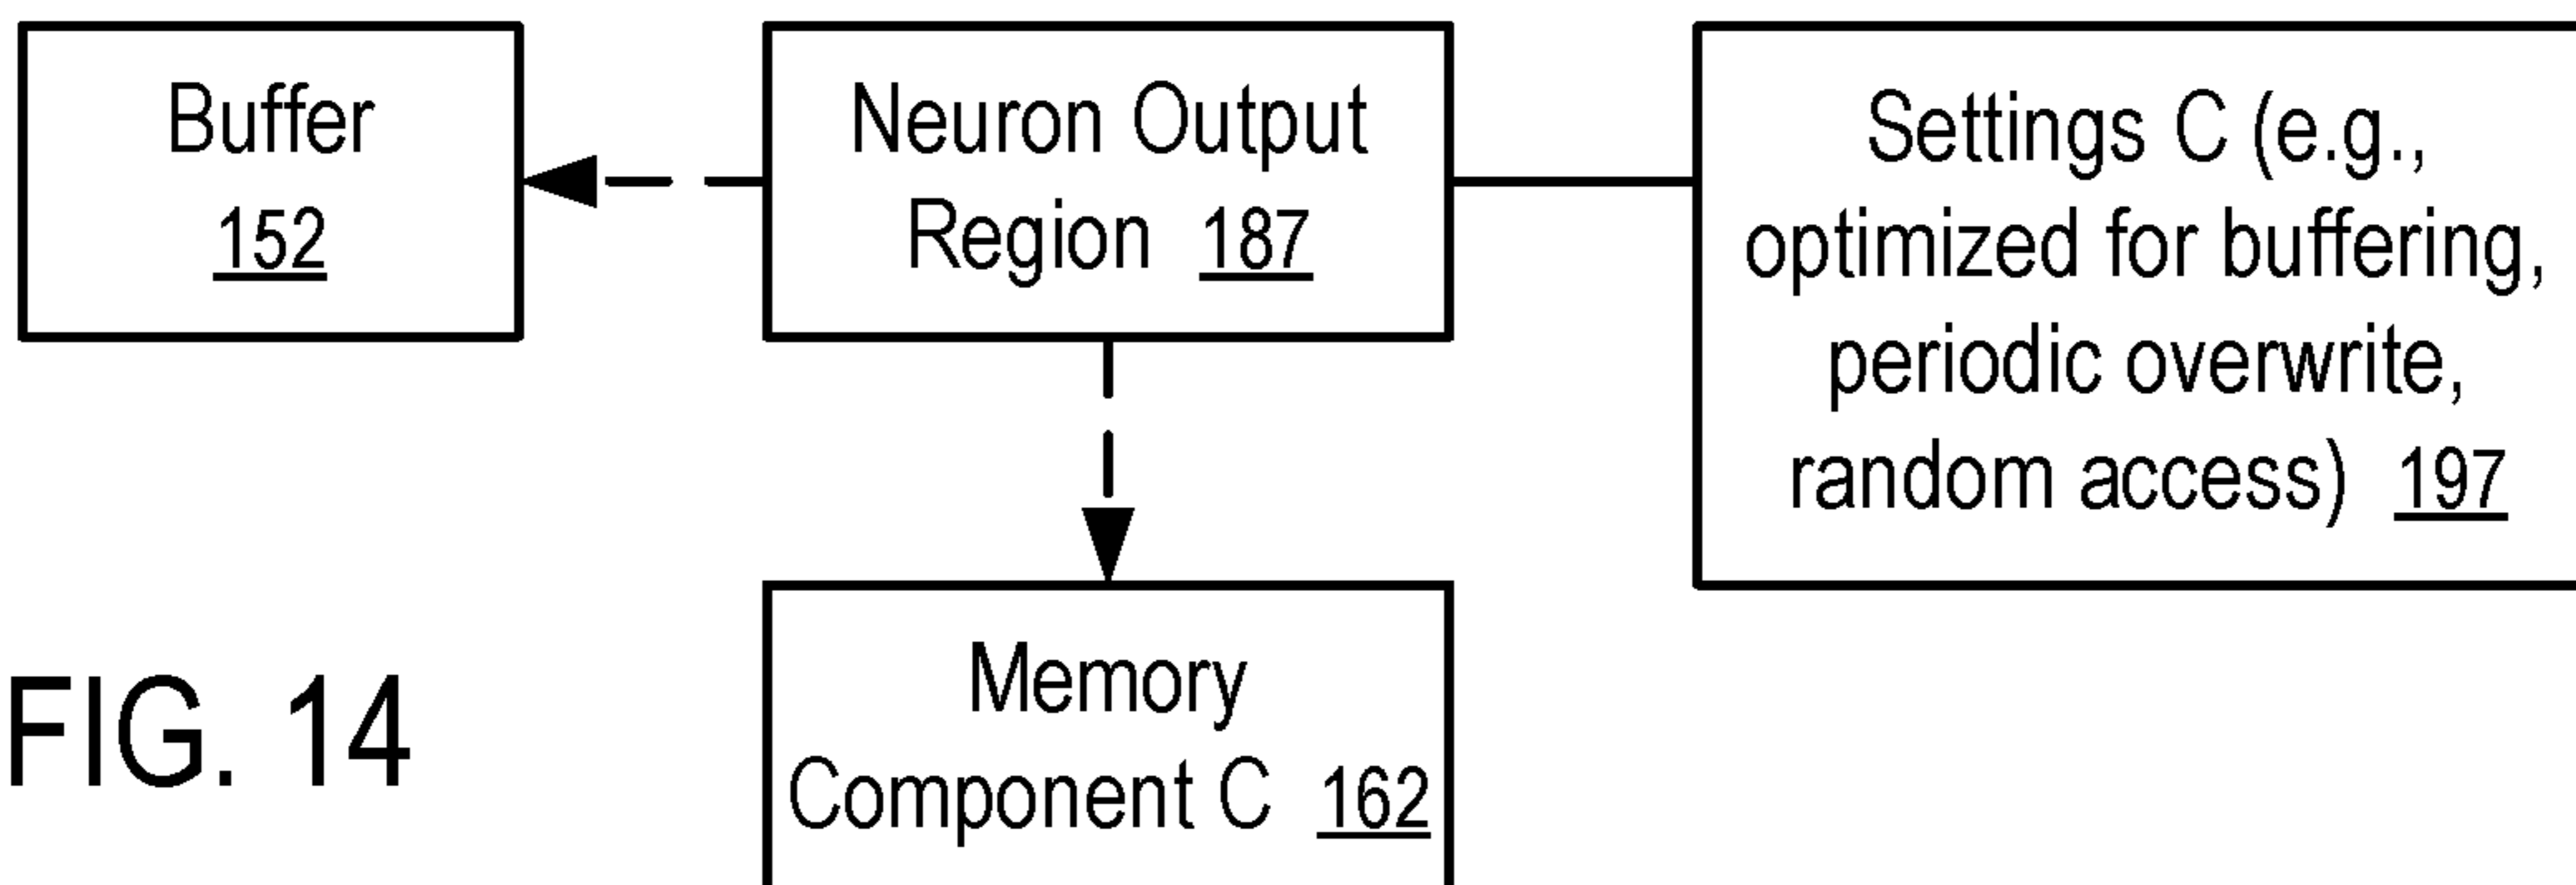 Buffer
152
Neuron Output
Region 187
Settings C (e.g.,
optimized for buffering,
periodic overwrite,
random access) 197
Memory
Component C 162
FIG. 14